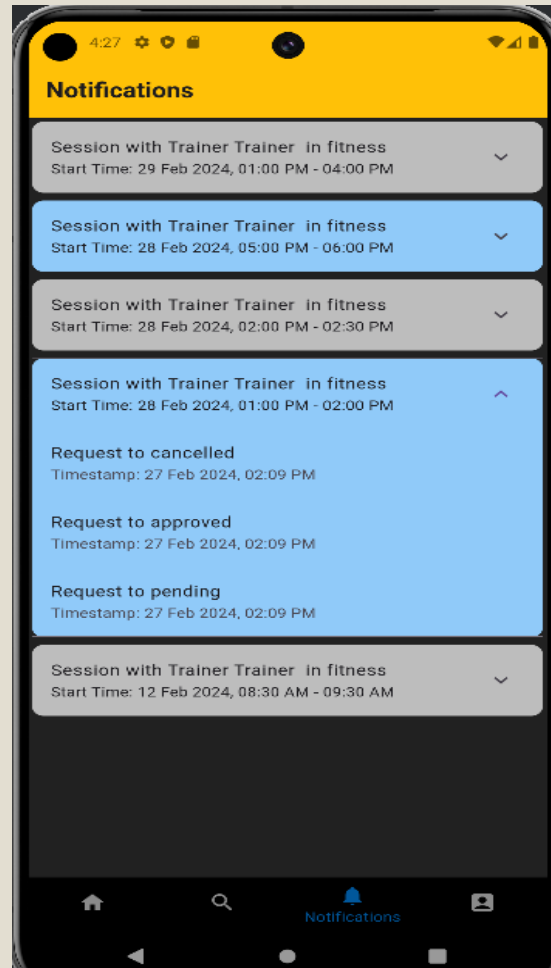 4:27
Notifications
Session with Trainer Trainer  in fitness
Start Time: 29 Feb 2024, 01:00 PM - 04:00 PM
Session with Trainer Trainer  in fitness
Start Time: 28 Feb 2024, 05:00 PM - 06:00 PM
Session with Trainer Trainer  in fitness
Start Time: 28 Feb 2024, 02:00 PM - 02:30 PM
Session with Trainer Trainer  in fitness
Start Time: 28 Feb 2024, 01:00 PM - 02:00 PM
Request to cancelled
Timestamp: 27 Feb 2024, 02:09 PM
Request to approved
Timestamp: 27 Feb 2024, 02:09 PM
Request to pending
Timestamp: 27 Feb 2024, 02:09 PM
Session with Trainer Trainer  in fitness
Start Time: 12 Feb 2024, 08:30 AM - 09:30 AM
Notifications